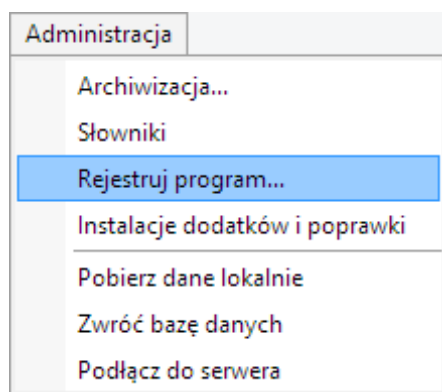 Administracja
Archiwizacja...
Słowniki
Rejestruj program...
Instalacje dodatków i poprawki
Pobierz dane lokalnie
Zwróć bazę danych
Podłącz do serwera